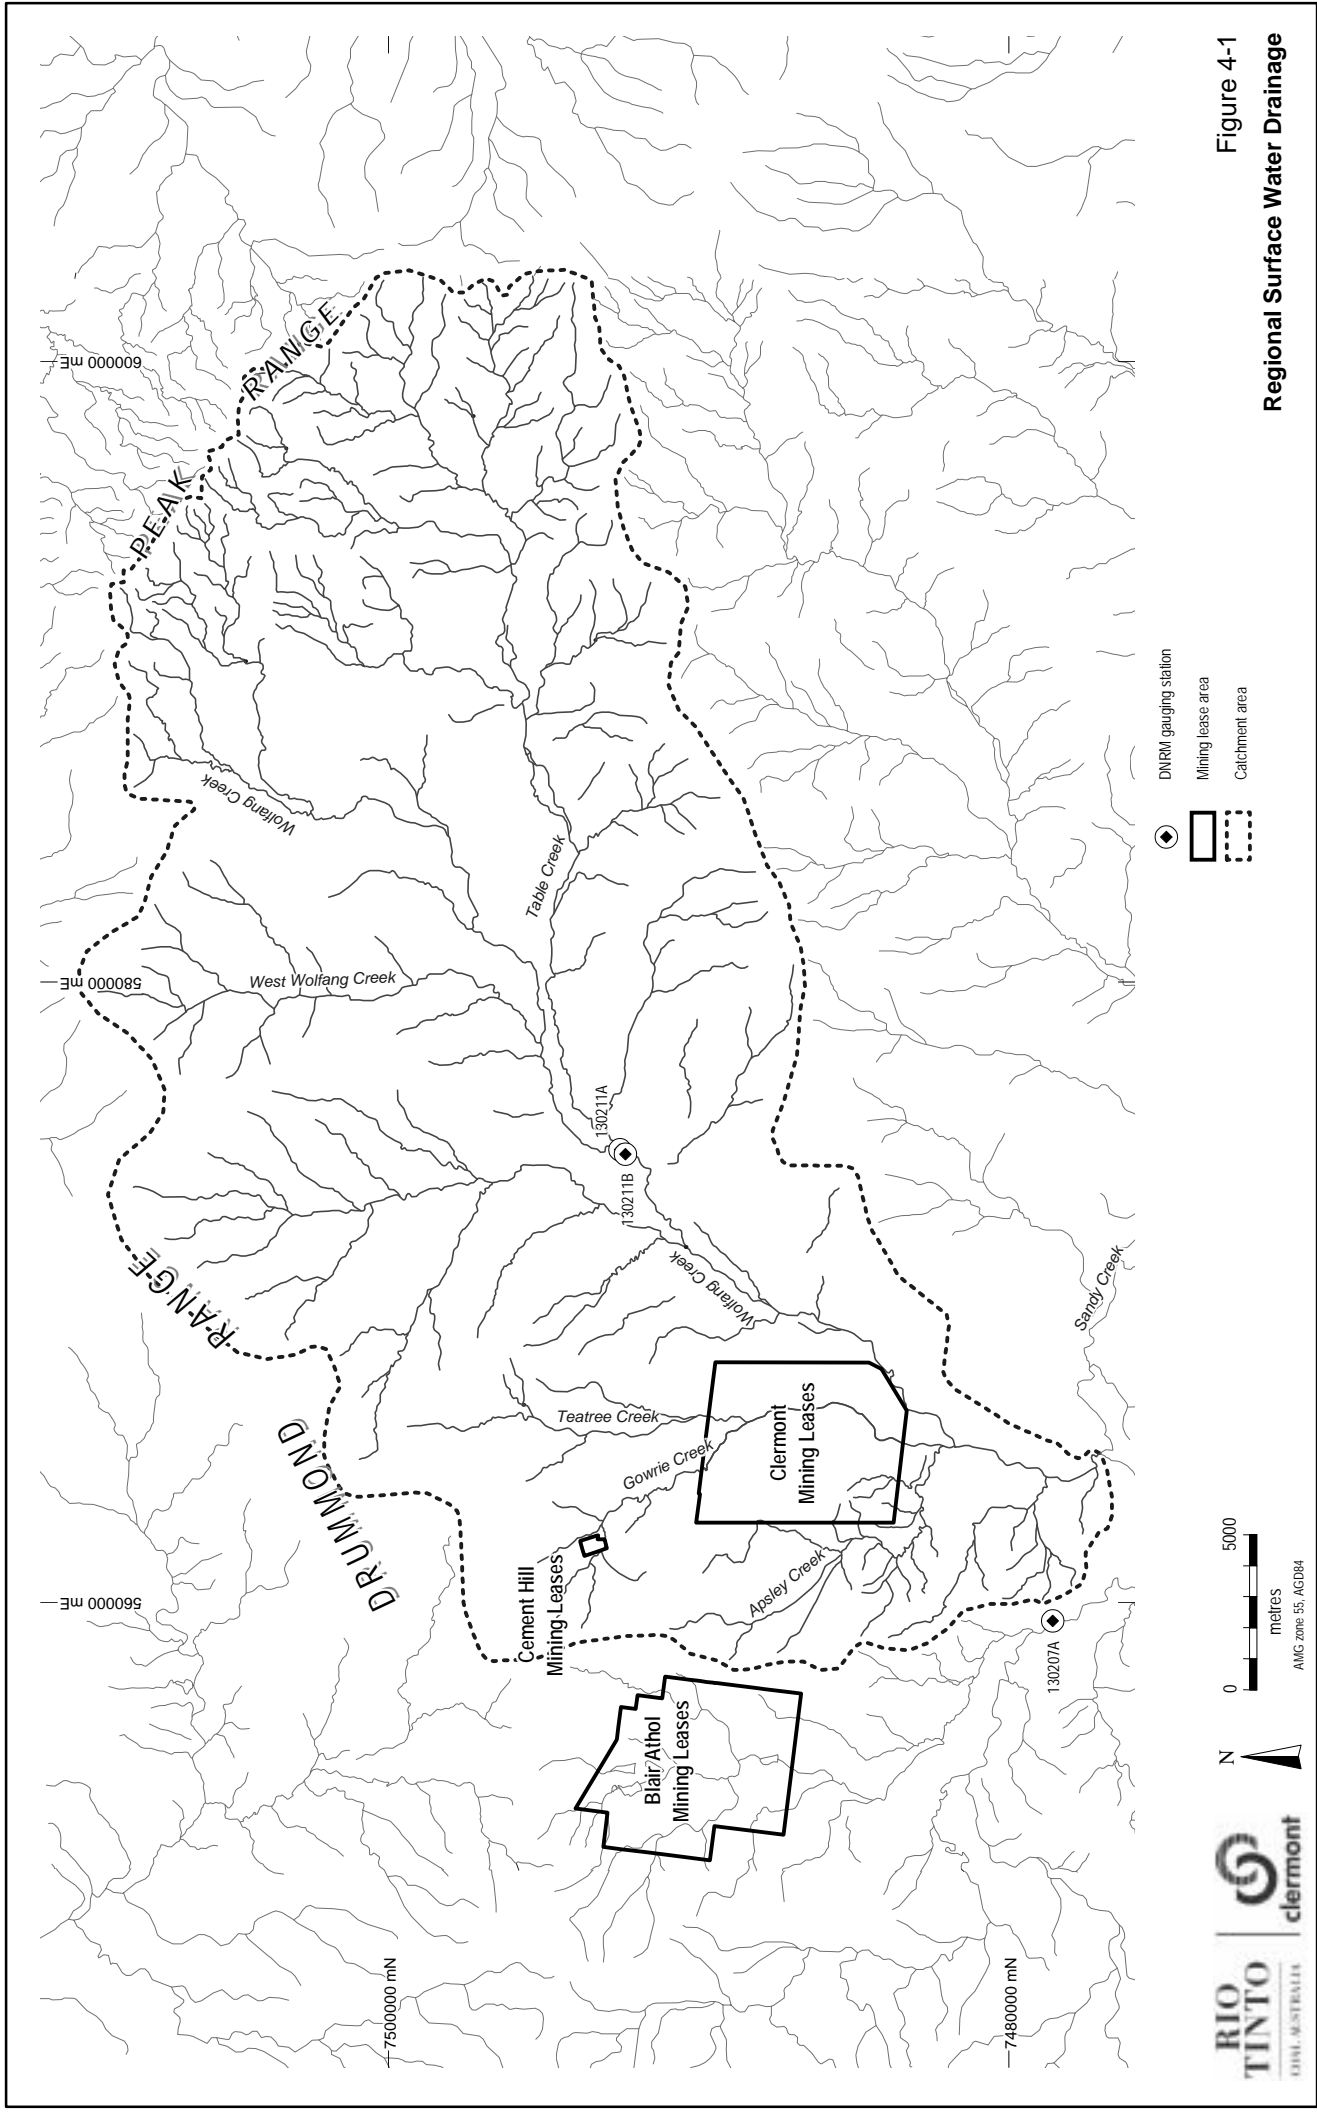 600000 mE
580000 mE
560000 mE
7500000 mN
7480000 mN
PEAK
RANGE
DRUMMOND
RANGE
Wolfang Creek
West Wolfang Creek
Table Creek
130211A
130211B
Wolfang Creek
Teatree Creek
Gowrie Creek
Clermont
Mining Leases
Cement Hill
Mining Leases
Apsley Creek
Blair Athol
Mining Leases
Sandy Creek
130207A
DNRM gauging station
Mining lease area
Catchment area
RIO
TINTO
COAL AUSTRALIA
clermont
N
0
5000
metres
AMG zone 55, AGD84
Figure 4-1
Regional Surface Water Drainage